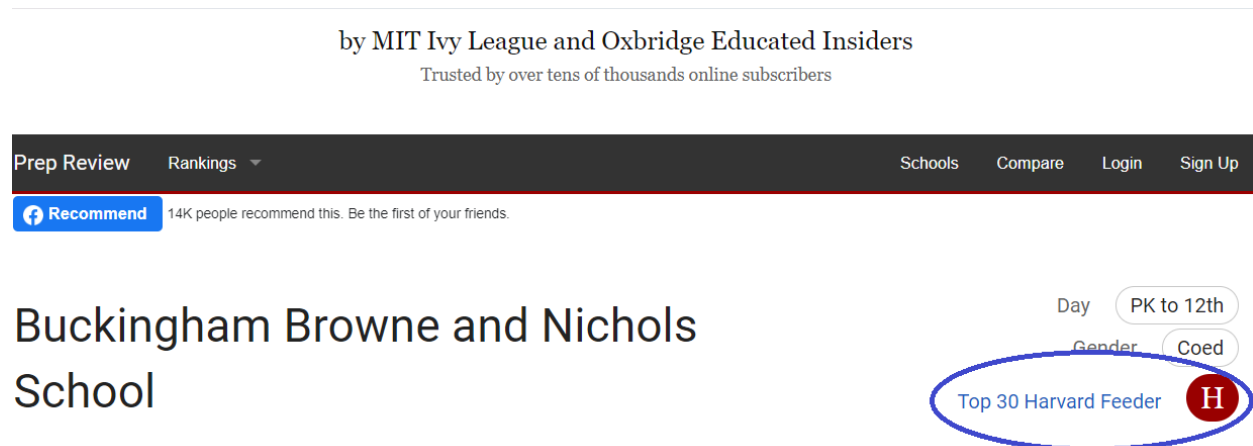 by MIT Ivy League and Oxbridge Educated Insiders
Trusted by over tens of thousands online subscribers
Prep Review Rankings Schools Compare Login Sign Up
Recommend 14K people recommend this. Be the first of your friends.
Buckingham Browne and Nichols
School
Day PK to 12th
Gender Coed
Top 30 Harvard Feeder H